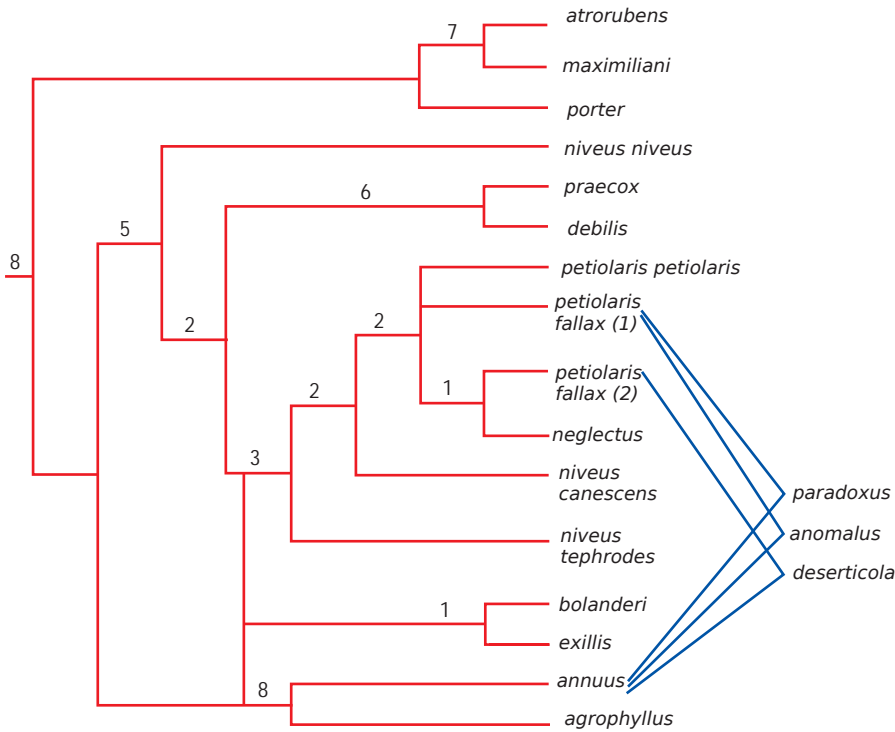 atrorubens
7
maximiliani
porter
niveus niveus
praecox
6
debilis
5
8
petiolaris petiolaris
petiolaris
fallax (1)
2
2
petiolaris
fallax (2)
1
2
neglectus
3
niveus
canescens
paradoxus
anomalus
niveus
tephrodes
deserticola
bolanderi
1
exillis
annuus
8
agrophyllus